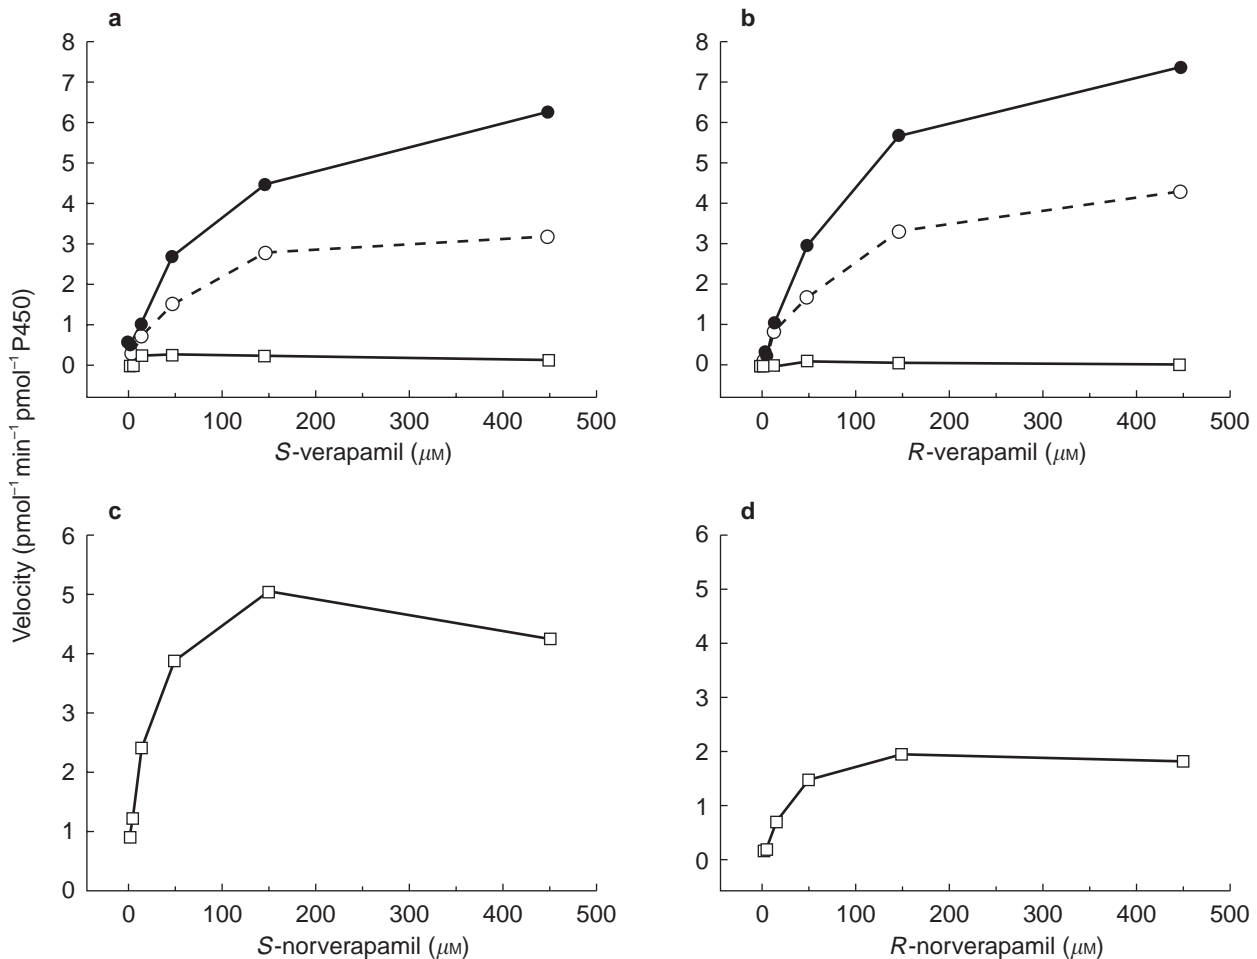 a
8
7
6
5
4
3
2
1
0
0 100 200 300 400 500
S-verapamil (μM)
b
8
7
6
5
4
3
2
1
0
0 100 200 300 400 500
R-verapamil (μM)
Velocity (pmol⁻¹ min⁻¹ pmol⁻¹ P450)
c
6
5
4
3
2
1
0
0 100 200 300 400 500
S-norverapamil (μM)
d
6
5
4
3
2
1
0
0 100 200 300 400 500
R-norverapamil (μM)